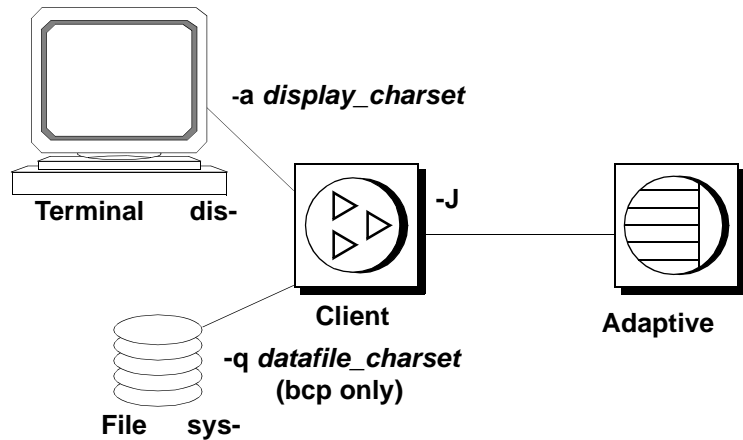 -a display_charset
Terminal dis-
-J
Client
Adaptive
-q datafile_charset
(bcp only)
File sys-